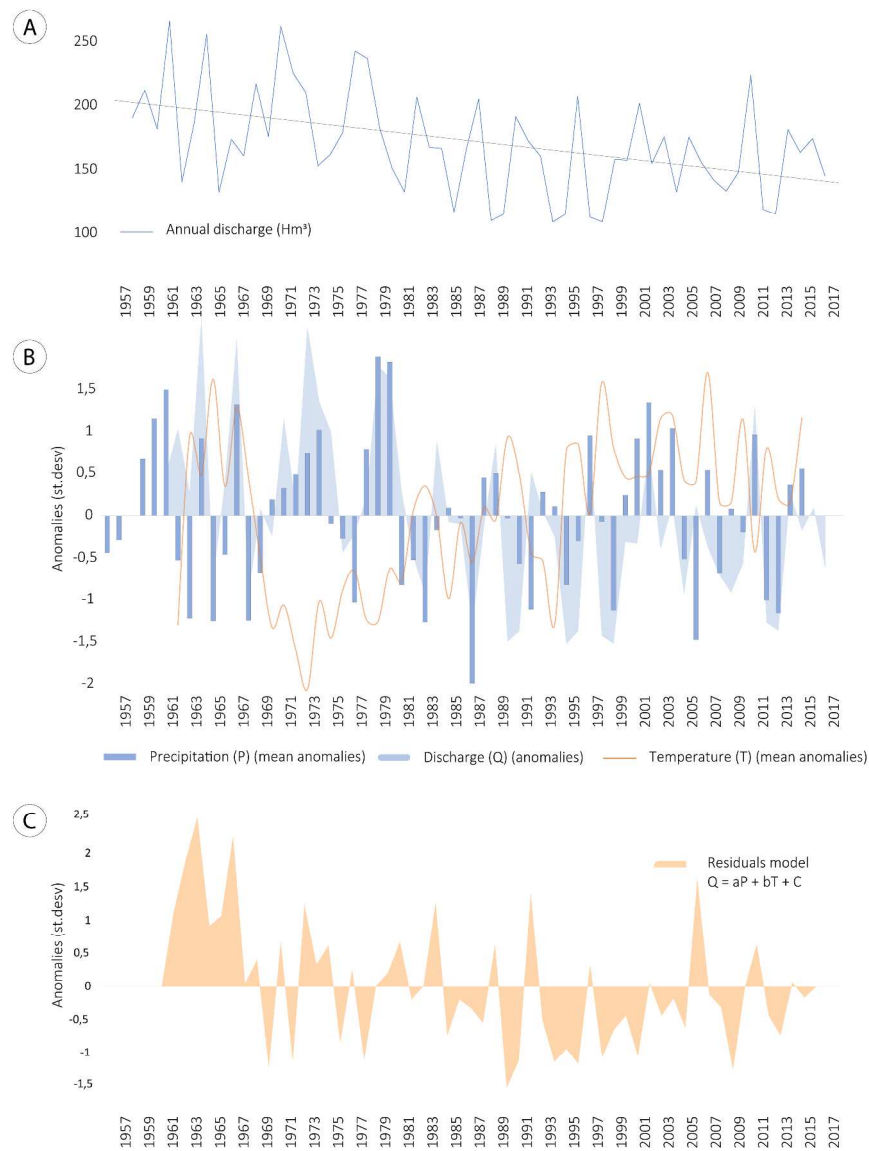 A
250
200
150
100
Annual discharge (Hm³)
1957 1959 1961 1963 1965 1967 1969 1971 1973 1975 1977 1979 1981 1983 1985 1987 1989 1991 1993 1995 1997 1999 2001 2003 2005 2007 2009 2011 2013 2015 2017
B
Anomalies (st.desv)
1,5
1
0,5
0
-0,5
-1
-1,5
-2
1957 1959 1961 1963 1965 1967 1969 1971 1973 1975 1977 1979 1981 1983 1985 1987 1989 1991 1993 1995 1997 1999 2001 2003 2005 2007 2009 2011 2013 2015 2017
Precipitation (P) (mean anomalies) Discharge (Q) (anomalies) Temperature (T) (mean anomalies)
C
Anomalies (st.desv)
2,5
2
1,5
1
0,5
0
-0,5
-1
-1,5
Residuals model
Q = aP + bT + C
1957 1959 1961 1963 1965 1967 1969 1971 1973 1975 1977 1979 1981 1983 1985 1987 1989 1991 1993 1995 1997 1999 2001 2003 2005 2007 2009 2011 2013 2015 2017